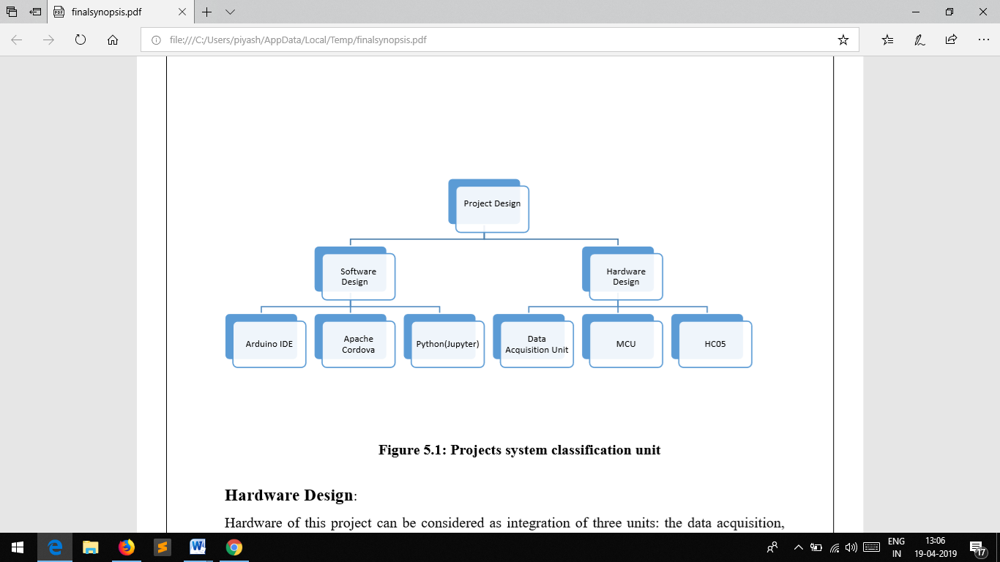 finalsynopsis.pdf
file:///C:/Users/piyash/AppData/Local/Temp/finalsynopsis.pdf
Project Design
Software
Design
Hardware
Design
Arduino IDE
Apache
Cordova
Python(Jupyter)
Data
Acquisition Unit
MCU
HC05
Figure 5.1: Projects system classification unit
Hardware Design:
Hardware of this project can be considered as integration of three units: the data acquisition,
ENG
IN
13:06
19-04-2019
17